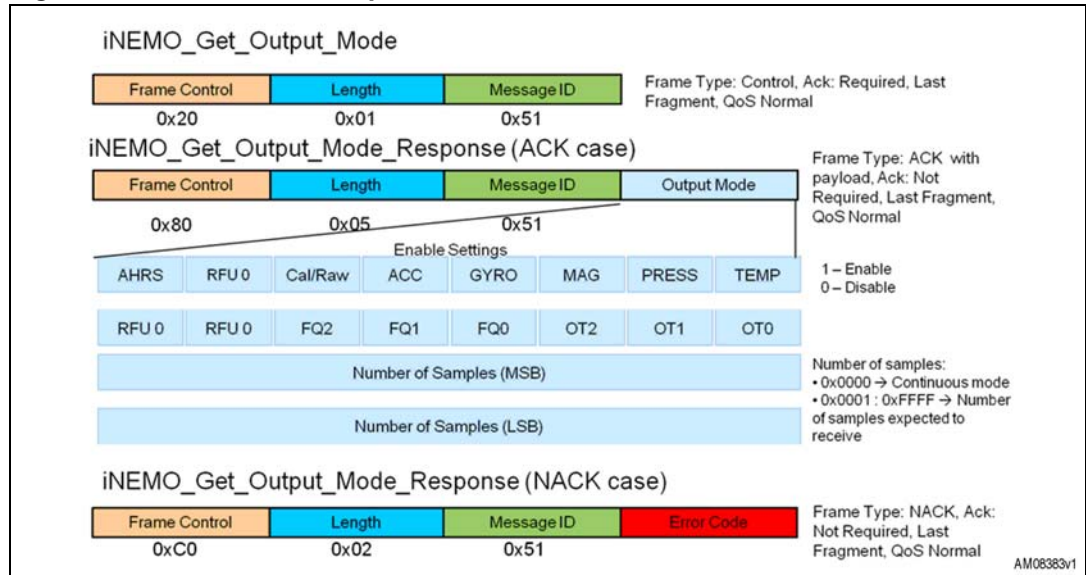 iNEMO_Get_Output_Mode
Frame Control Length Message ID
0x20 0x01 0x51
Frame Type: Control, Ack: Required, Last
Fragment, QoS Normal
iNEMO_Get_Output_Mode_Response (ACK case)
Frame Control Length Message ID Output Mode
0x80 0x05 0x51
Frame Type: ACK with
payload, Ack: Not
Required, Last Fragment,
QoS Normal
Enable Settings
AHRS RFU 0 Cal/Raw ACC GYRO MAG PRESS TEMP
1 – Enable
0 – Disable
RFU 0 RFU 0 FQ2 FQ1 FQ0 OT2 OT1 OT0
Number of Samples (MSB)
Number of Samples (LSB)
Number of samples:
• 0x0000 → Continuous mode
• 0x0001 : 0xFFFF → Number
of samples expected to
receive
iNEMO_Get_Output_Mode_Response (NACK case)
Frame Control Length Message ID Error Code
0xC0 0x02 0x51
Frame Type: NACK, Ack:
Not Required, Last
Fragment, QoS Normal
AM08383v1